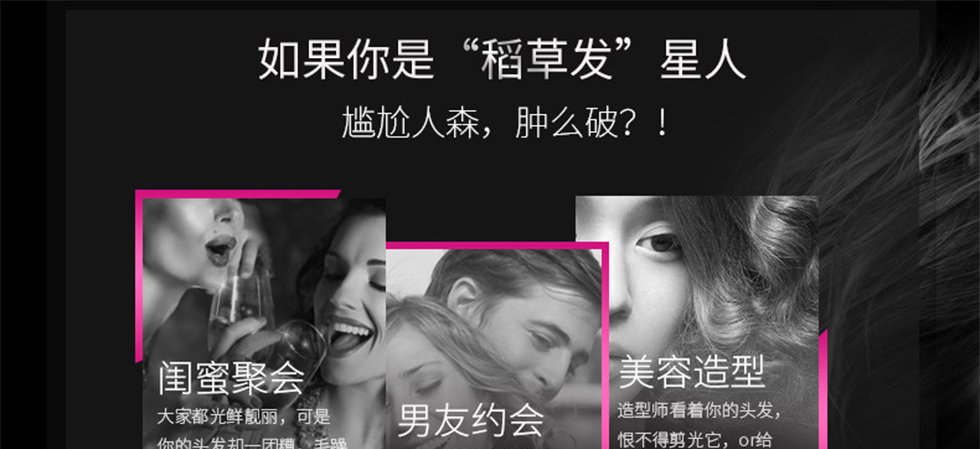 如果你是“稻草发”星人
尴尬人森，肿么破？！
闺蜜聚会
大家都光鲜靓丽，可是
你的头发却一团糟，毛躁
男友约会
美容造型
造型师看着你的头发，
恨不得剪光它，or给